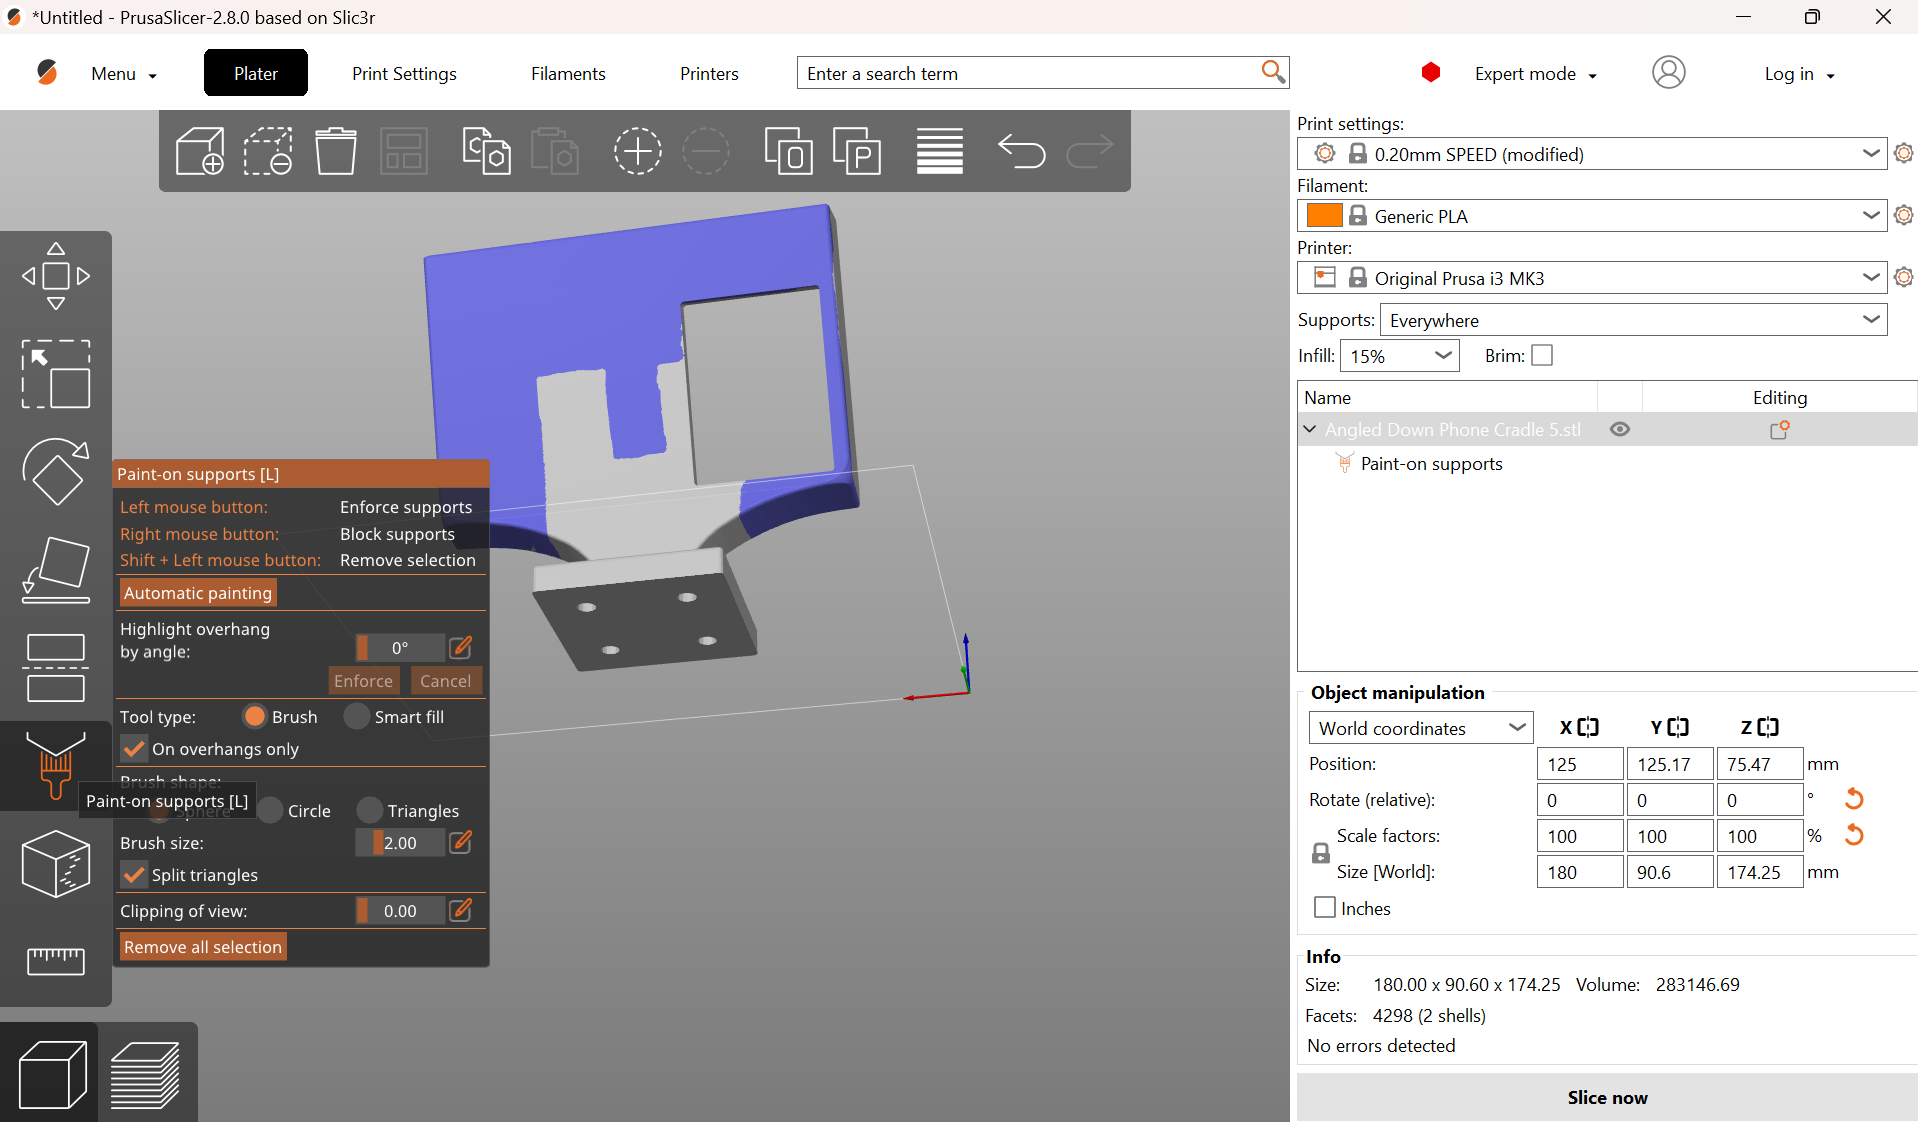 *Untitled - PrusaSlicer-2.8.0 based on Slic3r
Menu
Plater
Print Settings
Filaments
Printers
Enter a search term
Expert mode
Log in
Print settings:
0.20mm SPEED (modified)
Filament:
Generic PLA
Printer:
Original Prusa i3 MK3
Supports: Everywhere
Infill: 15% Brim:
Name Editing
Angled Down Phone Cradle 5.stl
Paint-on supports
Paint-on supports [L]
Left mouse button: Enforce supports
Right mouse button: Block supports
Shift + Left mouse button: Remove selection
Automatic painting
Highlight overhang
by angle: 0°
Enforce Cancel
Tool type: Brush Smart fill
On overhangs only
Brush shape:
Paint-on supports [L]
Sphere Circle Triangles
Brush size: 2.00
Split triangles
Clipping of view: 0.00
Remove all selection
Object manipulation
World coordinates X Y Z
Position: 125 125.17 75.47 mm
Rotate (relative): 0 0 0 °
Scale factors: 100 100 100 %
Size [World]: 180 90.6 174.25 mm
Inches
Info
Size: 180.00 x 90.60 x 174.25 Volume: 283146.69
Facets: 4298 (2 shells)
No errors detected
Slice now